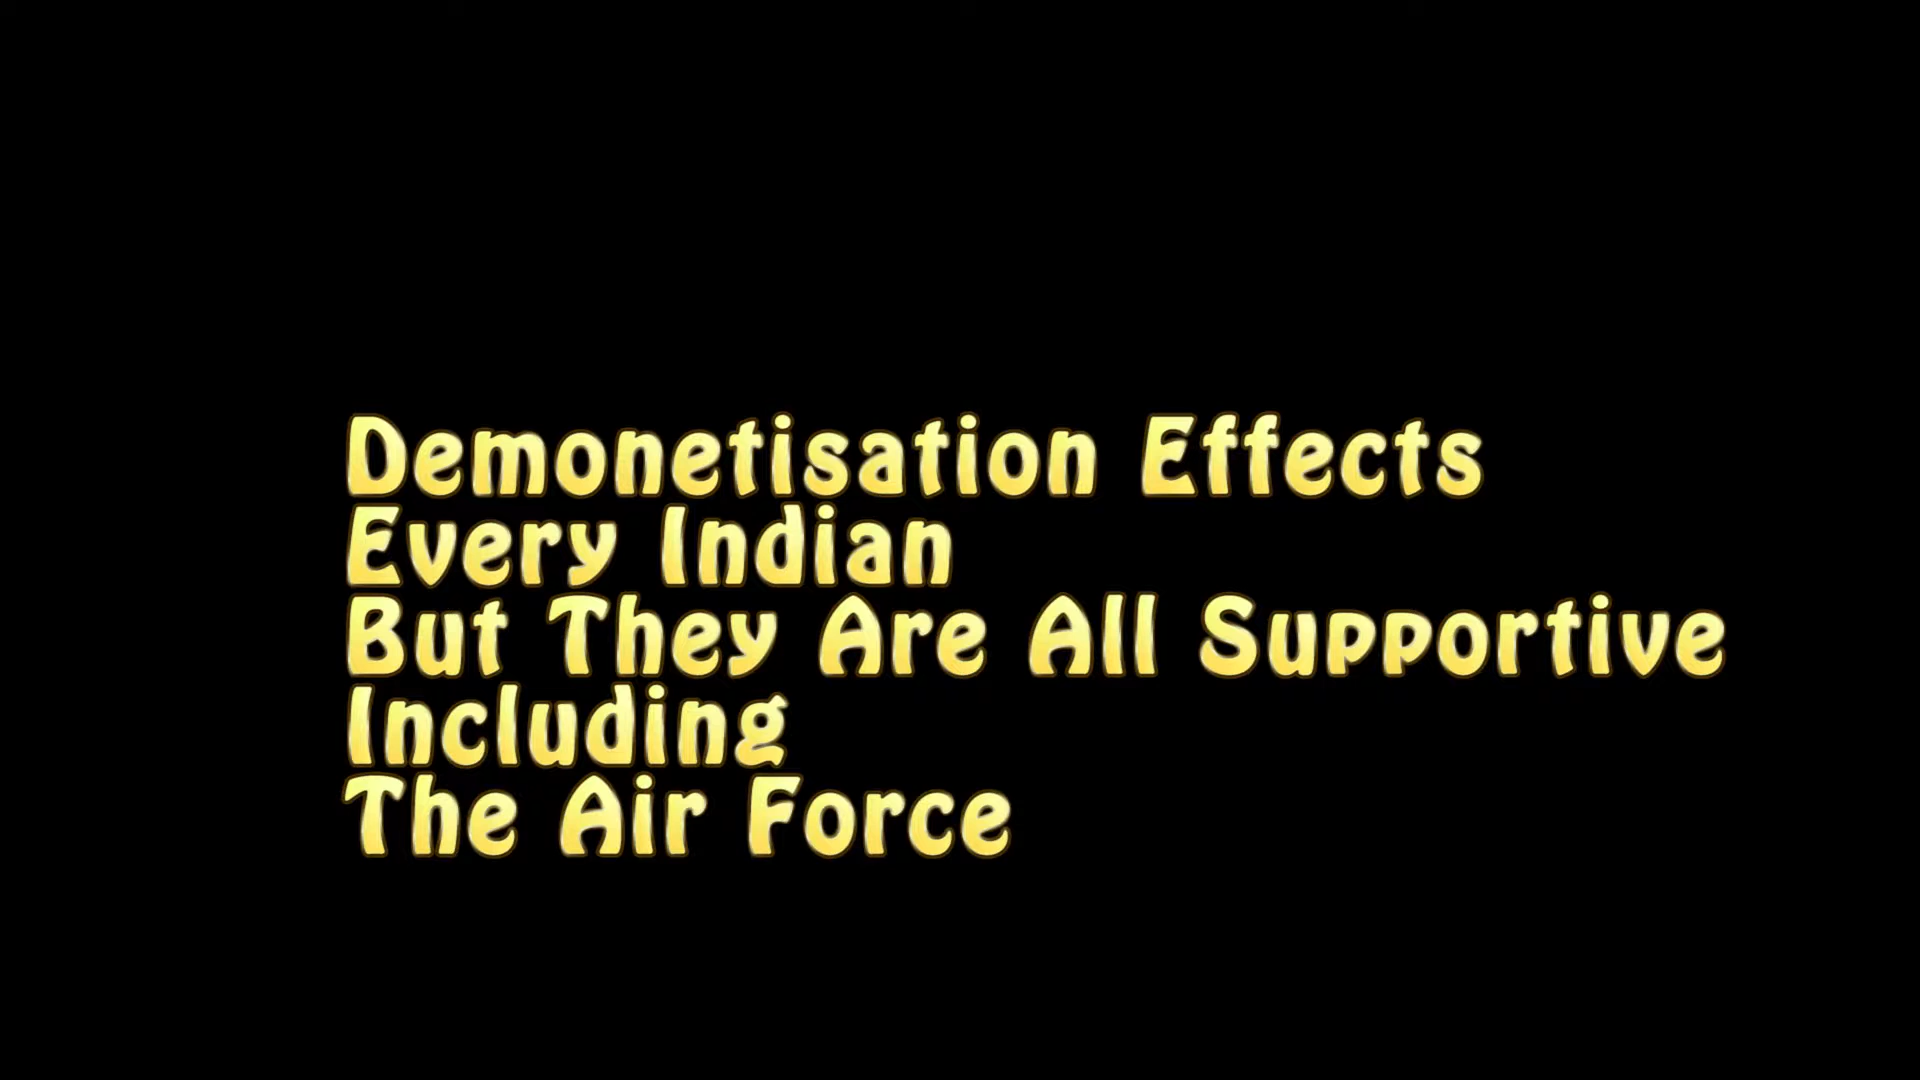 Demonetisation Effects
Every Indian
But They Are All Supportive
Including
The Air Force